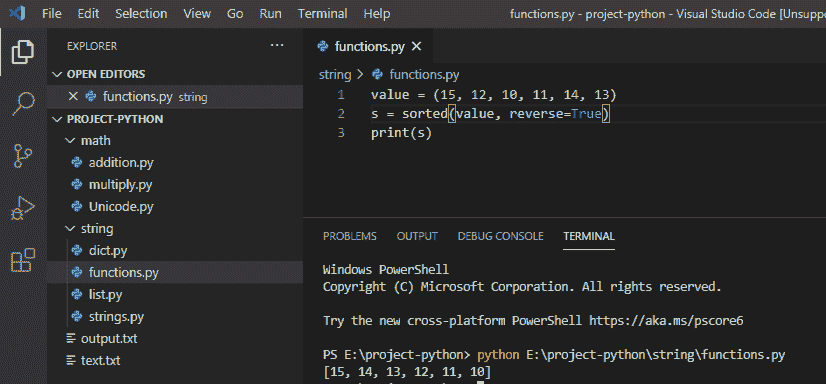 File Edit Selection View Go Run Terminal Help functions.py - project-python - Visual Studio Code [Unsuppo
EXPLORER ···
OPEN EDITORS
functions.py string
PROJECT-PYTHON
math
addition.py
multiply.py
Unicode.py
string
dict.py
functions.py
list.py
strings.py
output.txt
text.txt
functions.py
string > functions.py
1 value = (15, 12, 10, 11, 14, 13)
2 s = sorted(value, reverse=True)
3 print(s)
PROBLEMS OUTPUT DEBUG CONSOLE TERMINAL
Windows PowerShell
Copyright (C) Microsoft Corporation. All rights reserved.
Try the new cross-platform PowerShell https://aka.ms/pscore6
PS E:\project-python> python E:\project-python\string\functions.py
[15, 14, 13, 12, 11, 10]